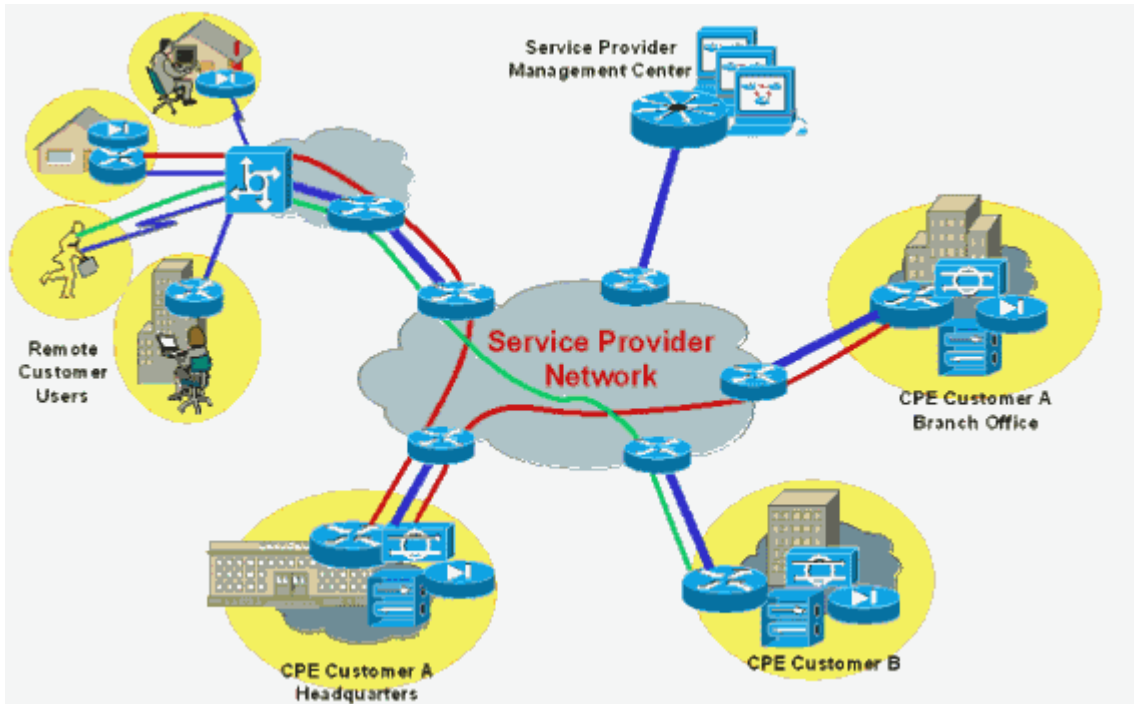 Service Provider
Management Center
Remote
Customer
Users
Service Provider
Network
CPE Customer A
Branch Office
CPE Customer A
Headquarters
CPE Customer B